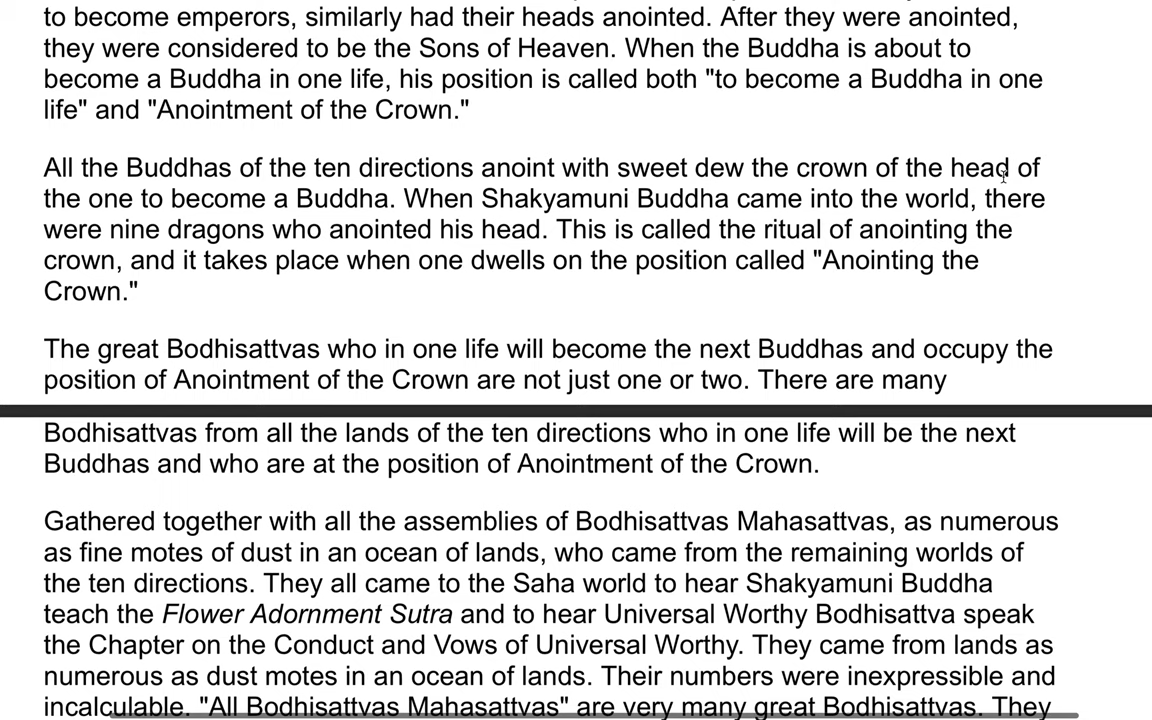 to become emperors, similarly had their heads anointed. After they were anointed,
they were considered to be the Sons of Heaven. When the Buddha is about to
become a Buddha in one life, his position is called both "to become a Buddha in one
life" and "Anointment of the Crown."
All the Buddhas of the ten directions anoint with sweet dew the crown of the head of
the one to become a Buddha. When Shakyamuni Buddha came into the world, there
were nine dragons who anointed his head. This is called the ritual of anointing the
crown, and it takes place when one dwells on the position called "Anointing the
Crown."
The great Bodhisattvas who in one life will become the next Buddhas and occupy the
position of Anointment of the Crown are not just one or two. There are many
Bodhisattvas from all the lands of the ten directions who in one life will be the next
Buddhas and who are at the position of Anointment of the Crown.
Gathered together with all the assemblies of Bodhisattvas Mahasattvas, as numerous
as fine motes of dust in an ocean of lands, who came from the remaining worlds of
the ten directions. They all came to the Saha world to hear Shakyamuni Buddha
teach the Flower Adornment Sutra and to hear Universal Worthy Bodhisattva speak
the Chapter on the Conduct and Vows of Universal Worthy. They came from lands as
numerous as dust motes in an ocean of lands. Their numbers were inexpressible and
incalculable. "All Bodhisattvas Mahasattvas" are very many great Bodhisattvas. They